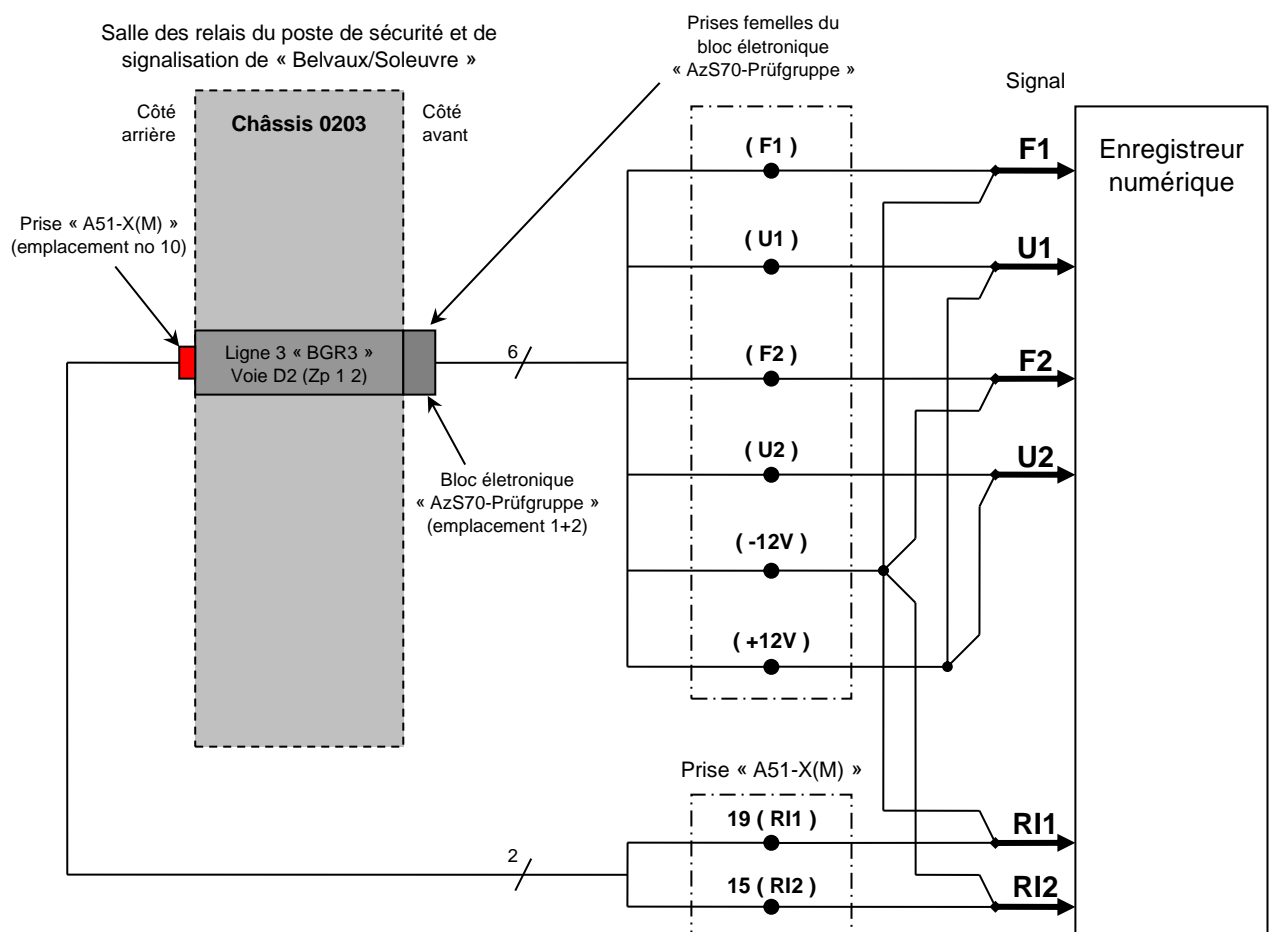 Salle des relais du poste de sécurité et de
signalisation de « Belvaux/Soleuvre »
Prises femelles du
bloc életronique
« AzS70-Prüfgruppe »
Signal
Côté
arrière
Châssis 0203
Côté
avant
( F1 )
F1
Enregistreur
numérique
Prise « A51-X(M) »
(emplacement no 10)
( U1 )
U1
Ligne 3 « BGR3 »
Voie D2 (Zp 1 2)
6
( F2 )
F2
( U2 )
U2
Bloc életronique
« AzS70-Prüfgruppe »
(emplacement 1+2)
( -12V )
( +12V )
Prise « A51-X(M) »
19 ( RI1 )
RI1
2
15 ( RI2 )
RI2